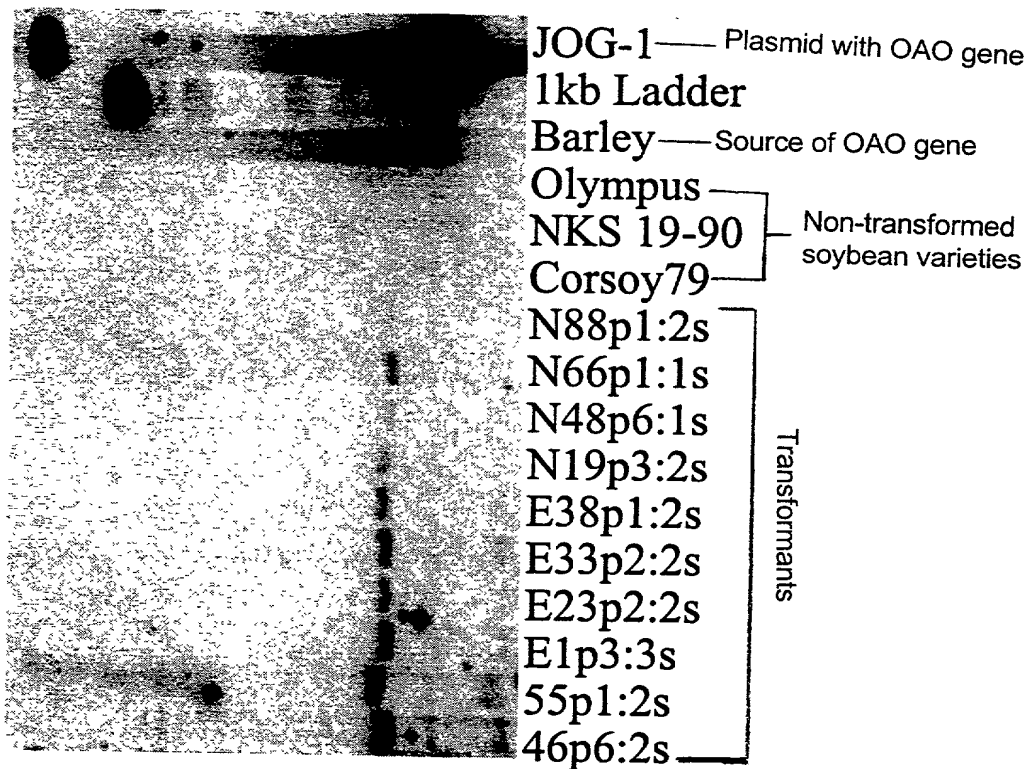 JOG-1 Plasmid with OAO gene
1kb Ladder
Barley Source of OAO gene
Olympus
NKS 19-90
Corsoy79
Non-transformed
soybean varieties
N88p1:2s
N66p1:1s
N48p6:1s
N19p3:2s
E38p1:2s
E33p2:2s
E23p2:2s
E1p3:3s
55p1:2s
46p6:2s
Transformants